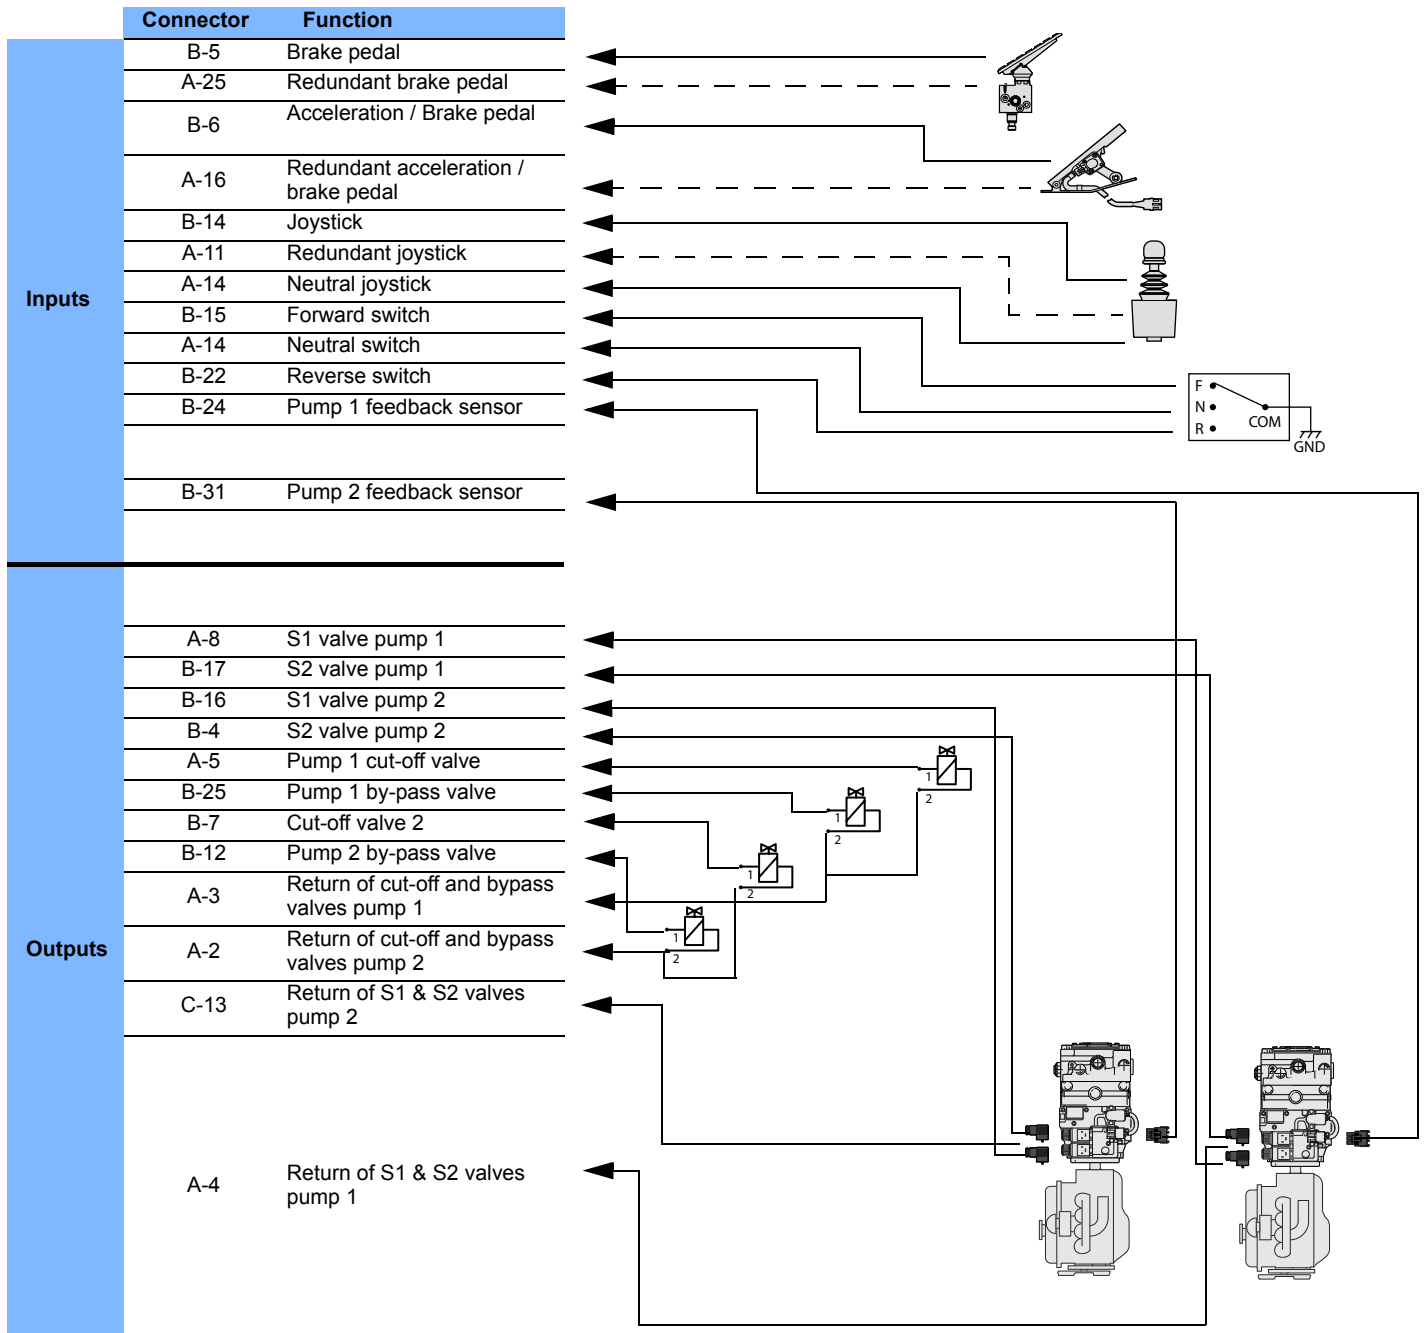 Connector Function
B-5 Brake pedal
A-25 Redundant brake pedal
B-6 Acceleration / Brake pedal
A-16 Redundant acceleration /
brake pedal
B-14 Joystick
A-11 Redundant joystick
A-14 Neutral joystick
Inputs
B-15 Forward switch
A-14 Neutral switch
B-22 Reverse switch
B-24 Pump 1 feedback sensor
F
N
R
COM
GND
B-31 Pump 2 feedback sensor
A-8 S1 valve pump 1
B-17 S2 valve pump 1
B-16 S1 valve pump 2
B-4 S2 valve pump 2
A-5 Pump 1 cut-off valve
1
2
B-25 Pump 1 by-pass valve
1
2
B-7 Cut-off valve 2
1
2
B-12 Pump 2 by-pass valve
1
2
A-3 Return of cut-off and bypass
valves pump 1
Outputs
A-2 Return of cut-off and bypass
valves pump 2
C-13 Return of S1 & S2 valves
pump 2
A-4 Return of S1 & S2 valves
pump 1